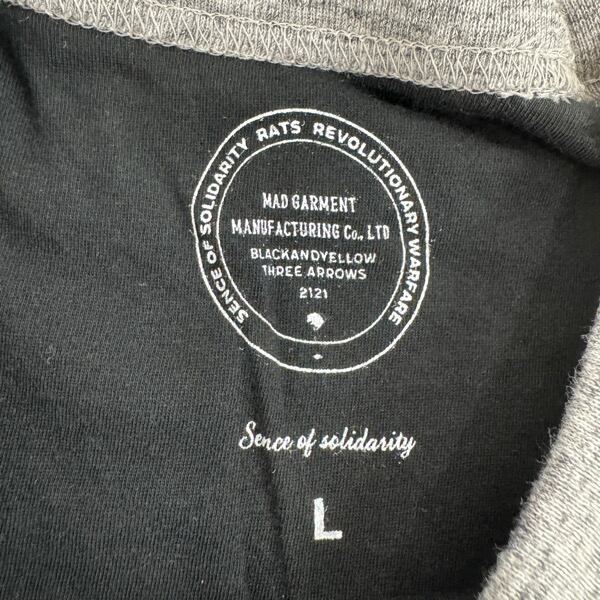 SENCE OF SOLIDARITY RATS REVOLUTIONARY WARFARE
MAD GARMENT
MANUFACTURING Co., LTD
BLACKANDYELLOW
THREE ARROWS
2121
Sence of solidarity
L